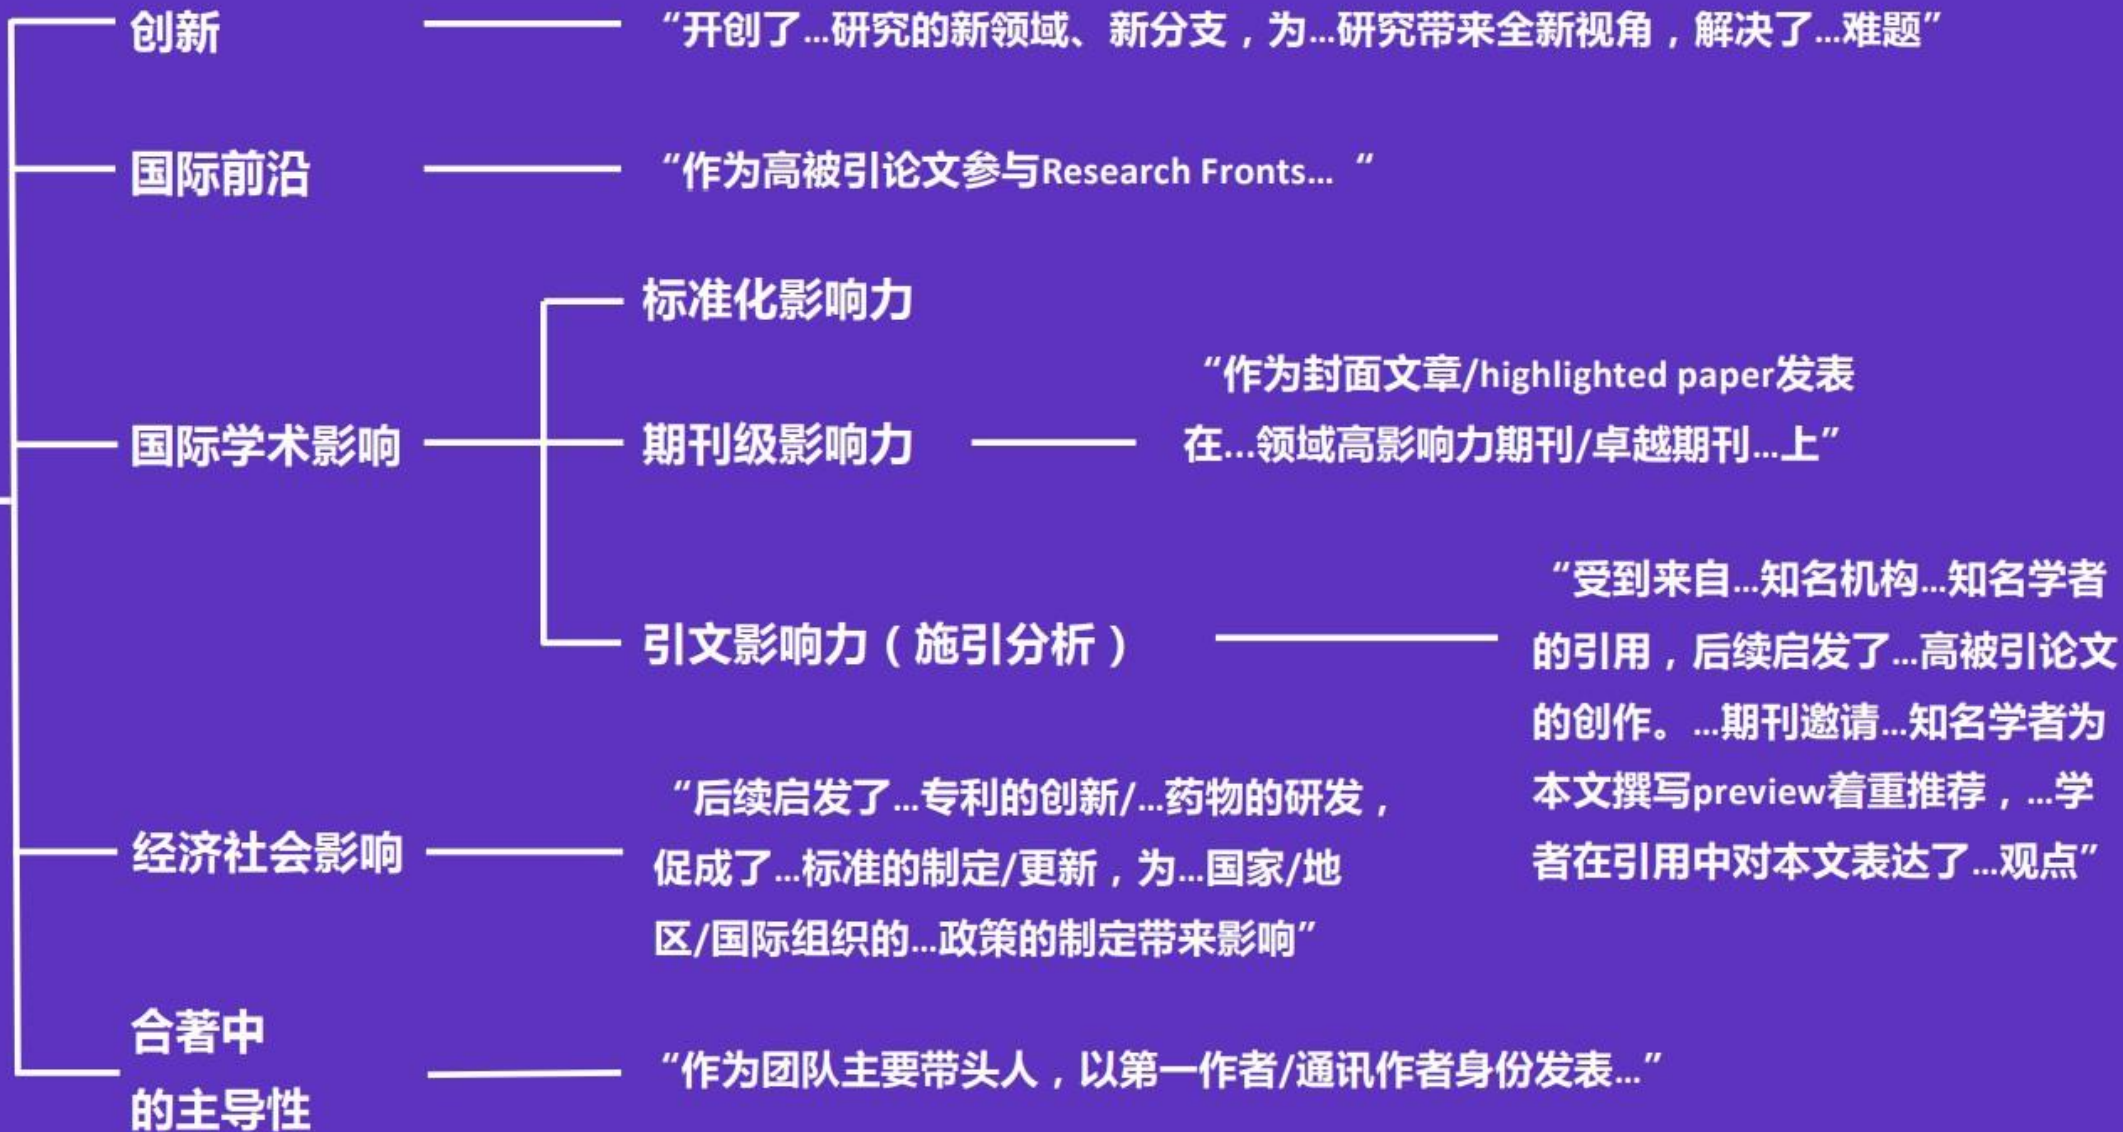 创新
“开创了...研究的新领域、新分支，为...研究带来全新视角，解决了...难题”
国际前沿
“作为高被引论文参与Research Fronts... “
国际学术影响
标准化影响力
期刊级影响力
“作为封面文章/highlighted paper发表
在...领域高影响力期刊/卓越期刊...上”
引文影响力（施引分析）
“受到来自...知名机构...知名学者
的引用，后续启发了...高被引论文
的创作。...期刊邀请...知名学者为
本文撰写preview着重推荐，...学
者在引用中对本文表达了...观点”
经济社会影响
“后续启发了...专利的创新/...药物的研发，
促成了...标准的制定/更新，为...国家/地
区/国际组织的...政策的制定带来影响”
合著中
的主导性
“作为团队主要带头人，以第一作者/通讯作者身份发表...”